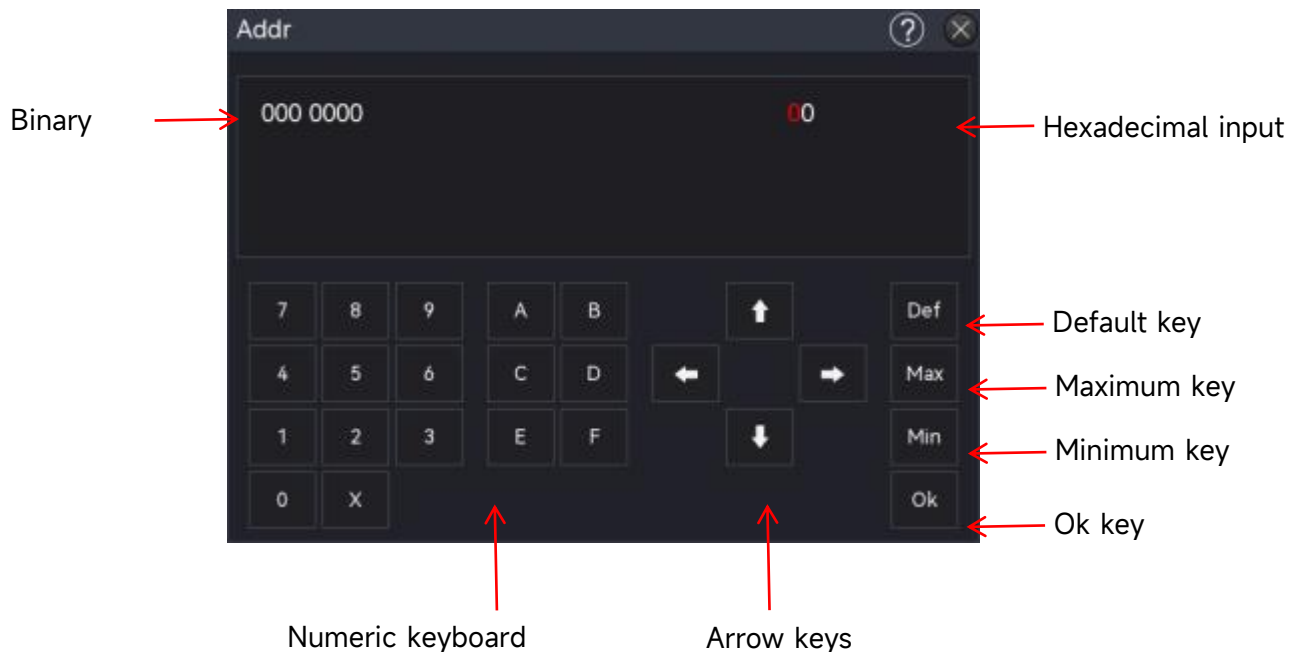 Addr ?
Binary 000 0000 00 Hexadecimal input
7 8 9 A B Def
Default key
4 5 6 C D Max
Maximum key
1 2 3 E F Min
Minimum key
0 X Ok
Ok key
Numeric keyboard Arrow keys